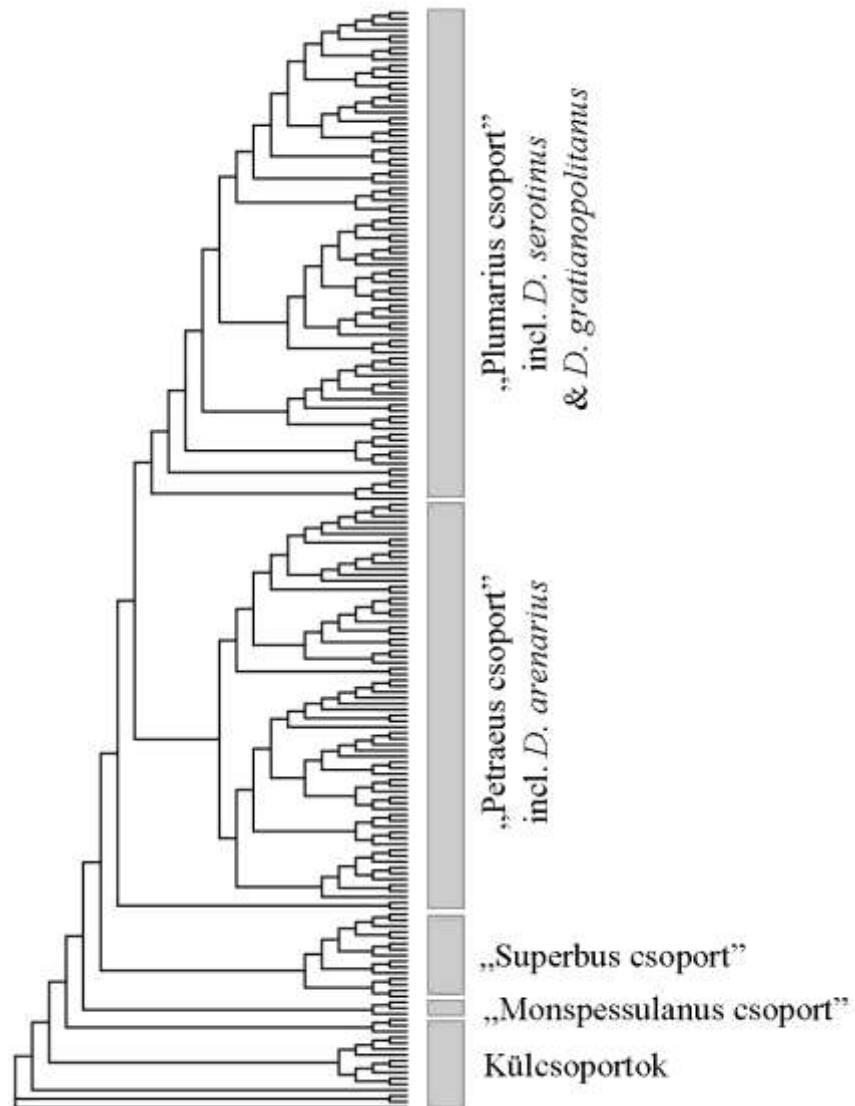 „Plumarius csoport”
incl. D. serotinus
& D. gratianopolitanus
„Petraeus csoport”
incl. D. arenarius
„Superbus csoport”
„Monspessulanus csoport”
Külcsoportok